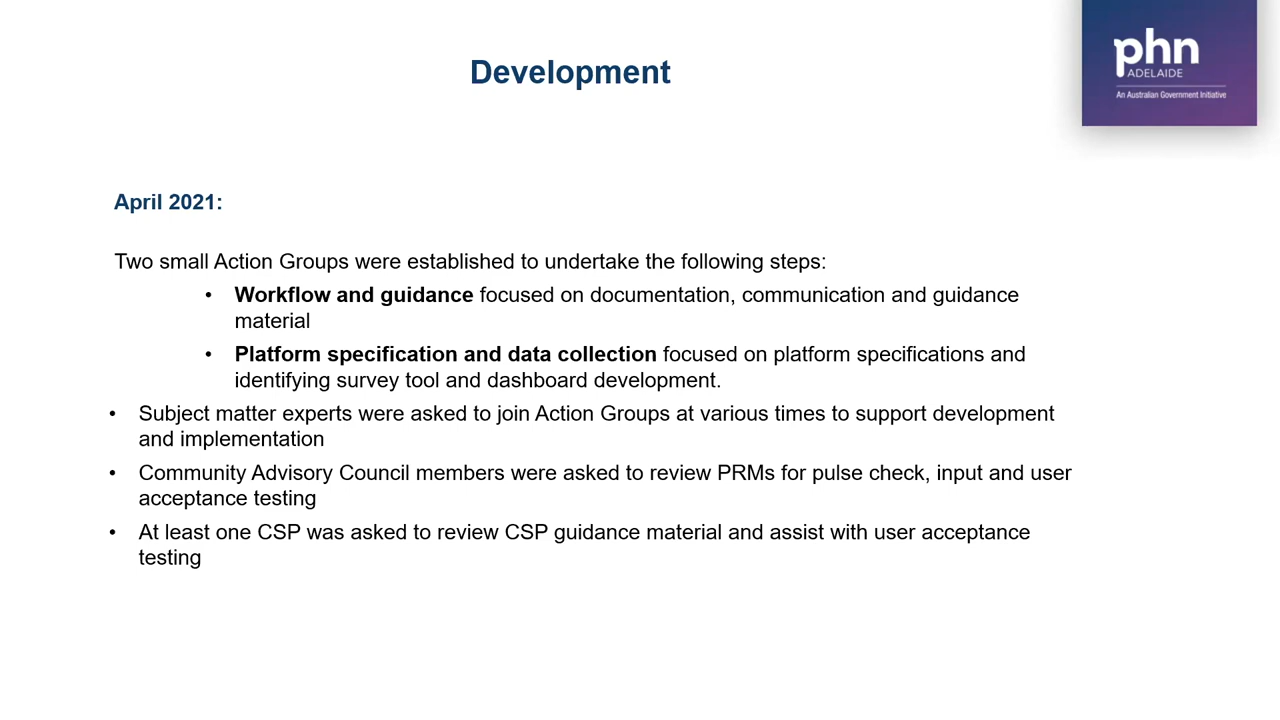 Development
phn
ADELAIDE
An Australian Government Initiative
April 2021:
Two small Action Groups were established to undertake the following steps:
• Workflow and guidance focused on documentation, communication and guidance
material
• Platform specification and data collection focused on platform specifications and
identifying survey tool and dashboard development.
• Subject matter experts were asked to join Action Groups at various times to support development
and implementation
• Community Advisory Council members were asked to review PRMs for pulse check, input and user
acceptance testing
• At least one CSP was asked to review CSP guidance material and assist with user acceptance
testing